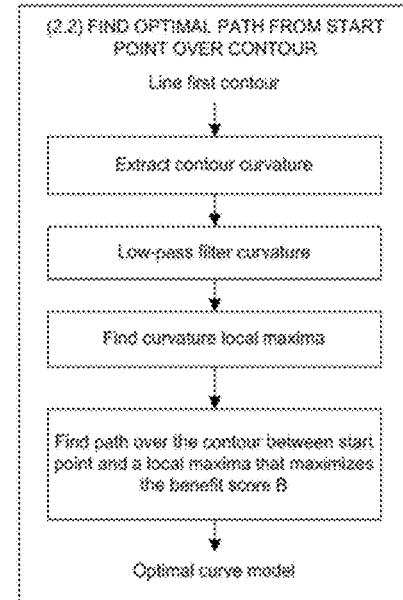 (2.2) FIND OPTIMAL PATH FROM START
POINT OVER CONTOUR
Line first contour
Extract contour curvature
Low-pass filter curvature
Find curvature local maxima
Find path over the contour between start
point and a local maxima that maximizes
the benefit score B
Optimal curve model